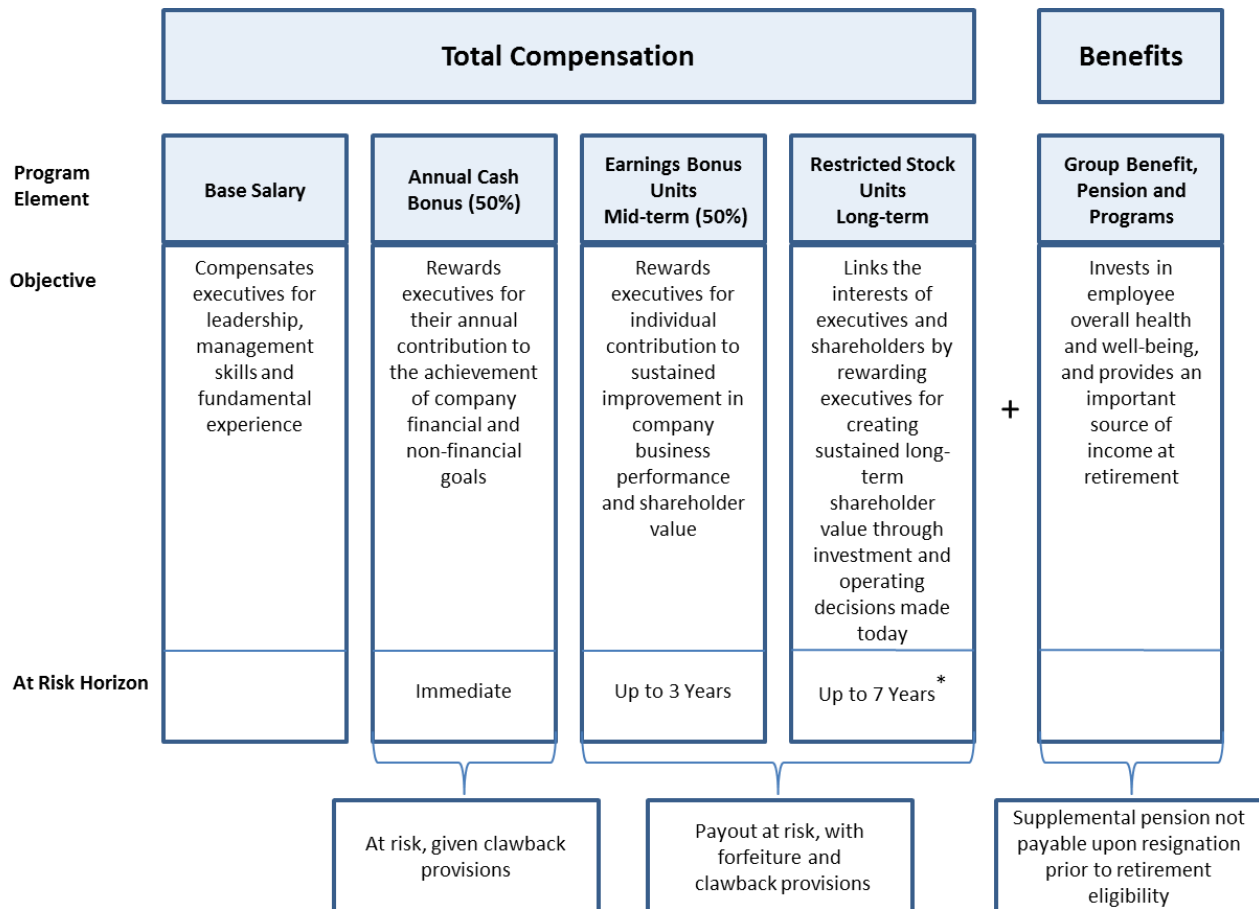 Total Compensation
Benefits
Program
Element
Base Salary
Annual Cash
Bonus (50%)
Earnings Bonus
Units
Mid-term (50%)
Restricted Stock
Units
Long-term
Group Benefit,
Pension and
Programs
Objective
Compensates
executives for
leadership,
management
skills and
fundamental
experience
Rewards
executives for
their annual
contribution to
the achievement
of company
financial and
non-financial
goals
Rewards
executives for
individual
contribution to
sustained
improvement in
company
business
performance
and shareholder
value
Links the
interests of
executives and
shareholders by
rewarding
executives for
creating
sustained long-
term
shareholder
value through
investment and
operating
decisions made
today
+
Invests in
employee
overall health
and well-being,
and provides an
important
source of
income at
retirement
At Risk Horizon
Immediate
Up to 3 Years
Up to 7 Years*
At risk, given clawback
provisions
Payout at risk, with
forfeiture and
clawback provisions
Supplemental pension not
payable upon resignation
prior to retirement
eligibility